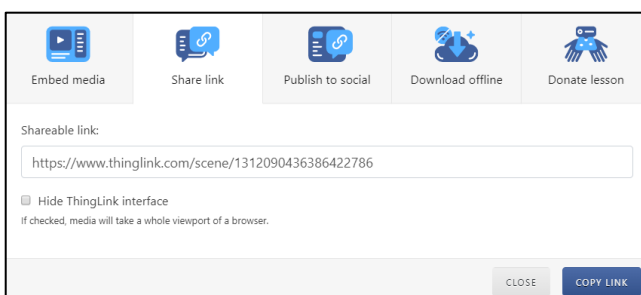 Embed media
Share link
Publish to social
Download offline
Donate lesson
Shareable link:
https://www.thinglink.com/scene/1312090436386422786
Hide ThingLink interface
If checked, media will take a whole viewport of a browser.
CLOSE
COPY LINK